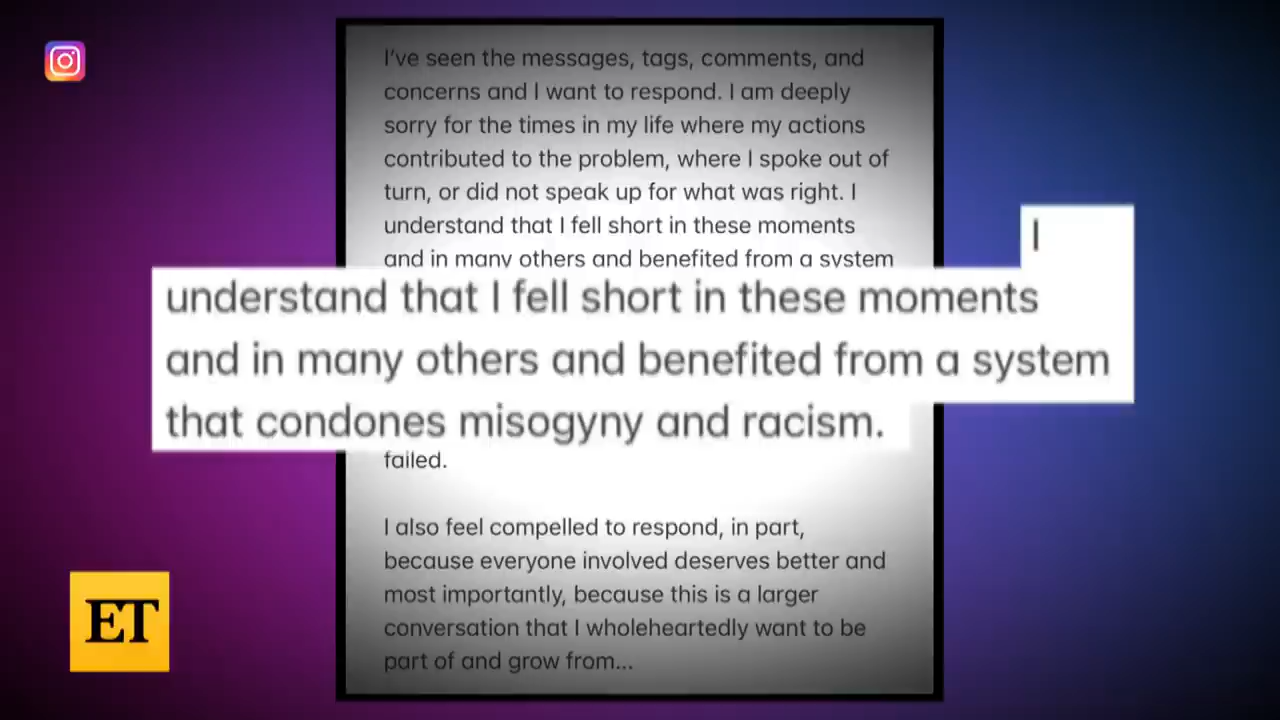 I've seen the messages, tags, comments, and
concerns and I want to respond. I am deeply
sorry for the times in my life where my actions
contributed to the problem, where I spoke out of
turn, or did not speak up for what was right. I
understand that I fell short in these moments
and in many others and benefited from a system
I
understand that I fell short in these moments
and in many others and benefited from a system
that condones misogyny and racism.
failed.
I also feel compelled to respond, in part,
because everyone involved deserves better and
most importantly, because this is a larger
conversation that I wholeheartedly want to be
part of and grow from...
ET